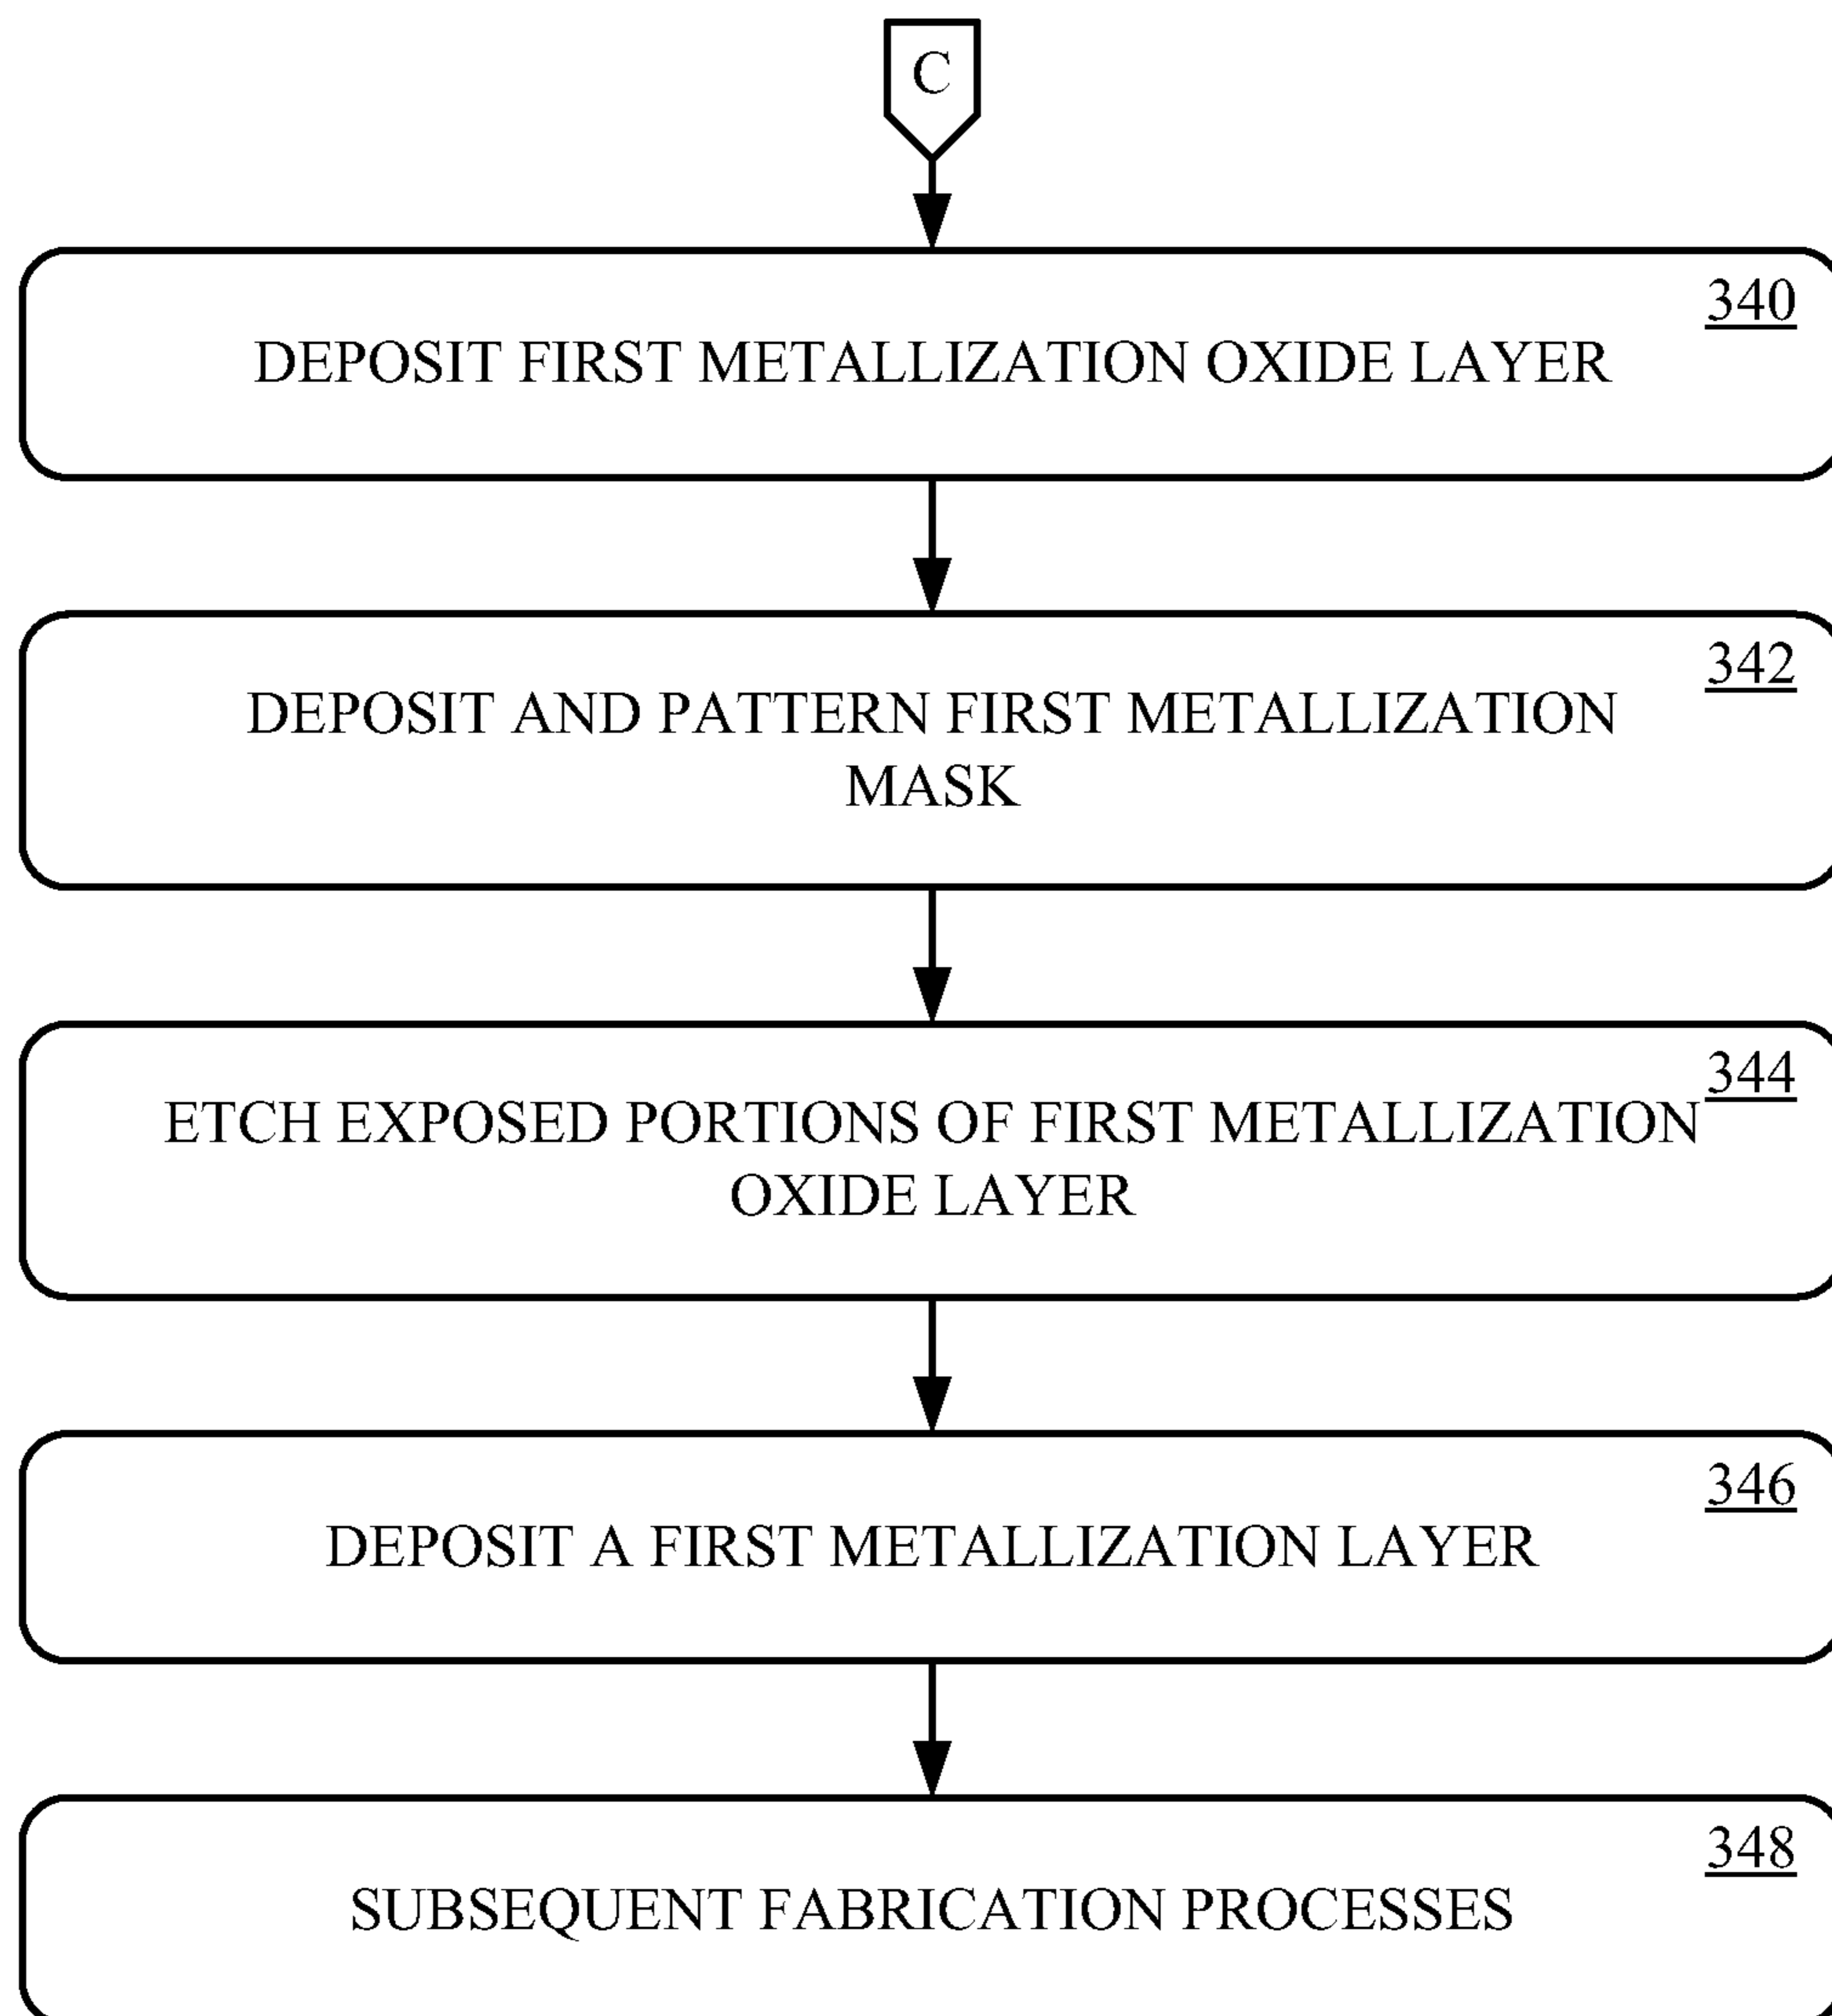 C
340
DEPOSIT FIRST METALLIZATION OXIDE LAYER
342
DEPOSIT AND PATTERN FIRST METALLIZATION
MASK
344
ETCH EXPOSED PORTIONS OF FIRST METALLIZATION
OXIDE LAYER
346
DEPOSIT A FIRST METALLIZATION LAYER
348
SUBSEQUENT FABRICATION PROCESSES